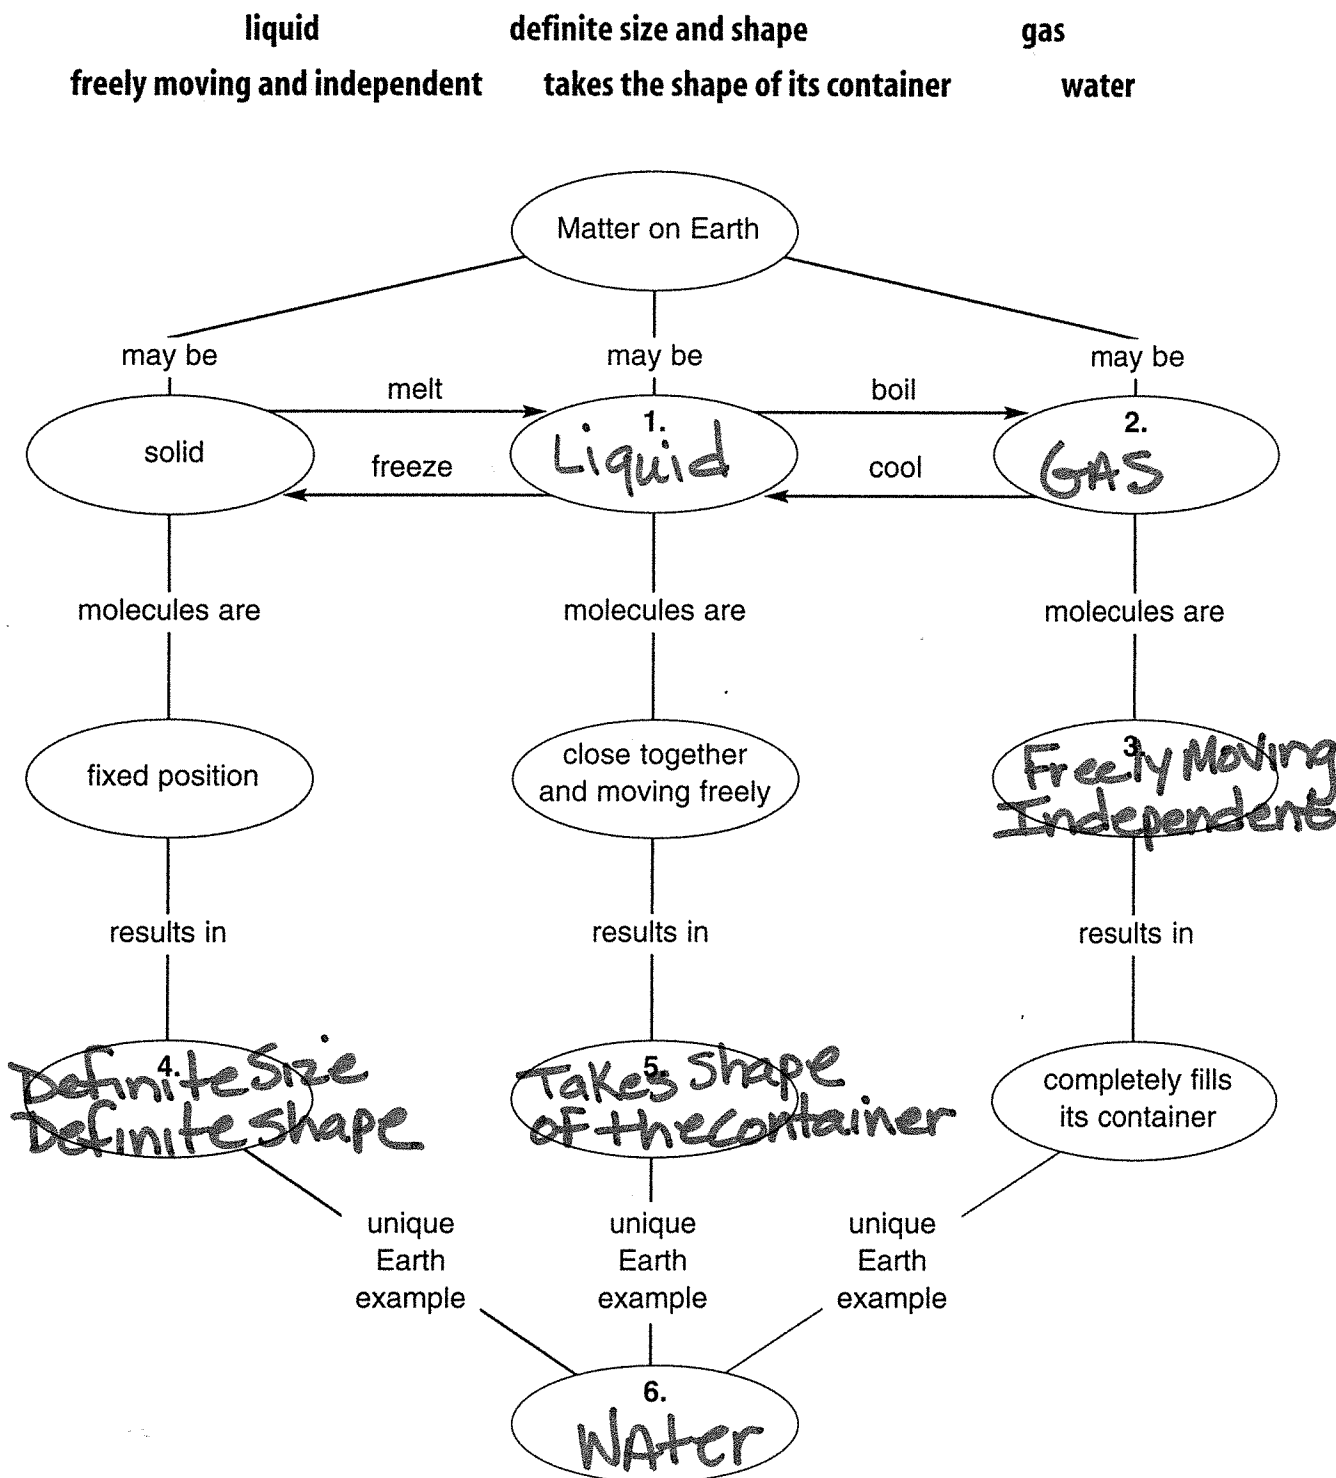 liquid definite size and shape gas
freely moving and independent takes the shape of its container water
Matter on Earth
may be may be may be
melt boil
solid 1. Liquid 2. GAS
freeze cool
molecules are molecules are molecules are
fixed position
close together
and moving freely
3.
Freely Moving
Independent
results in results in results in
4.
Definite Size
Definite shape
5.
Takes shape
OF the container
completely fills
its container
unique
Earth
example
unique
Earth
example
unique
Earth
example
6.
WAter